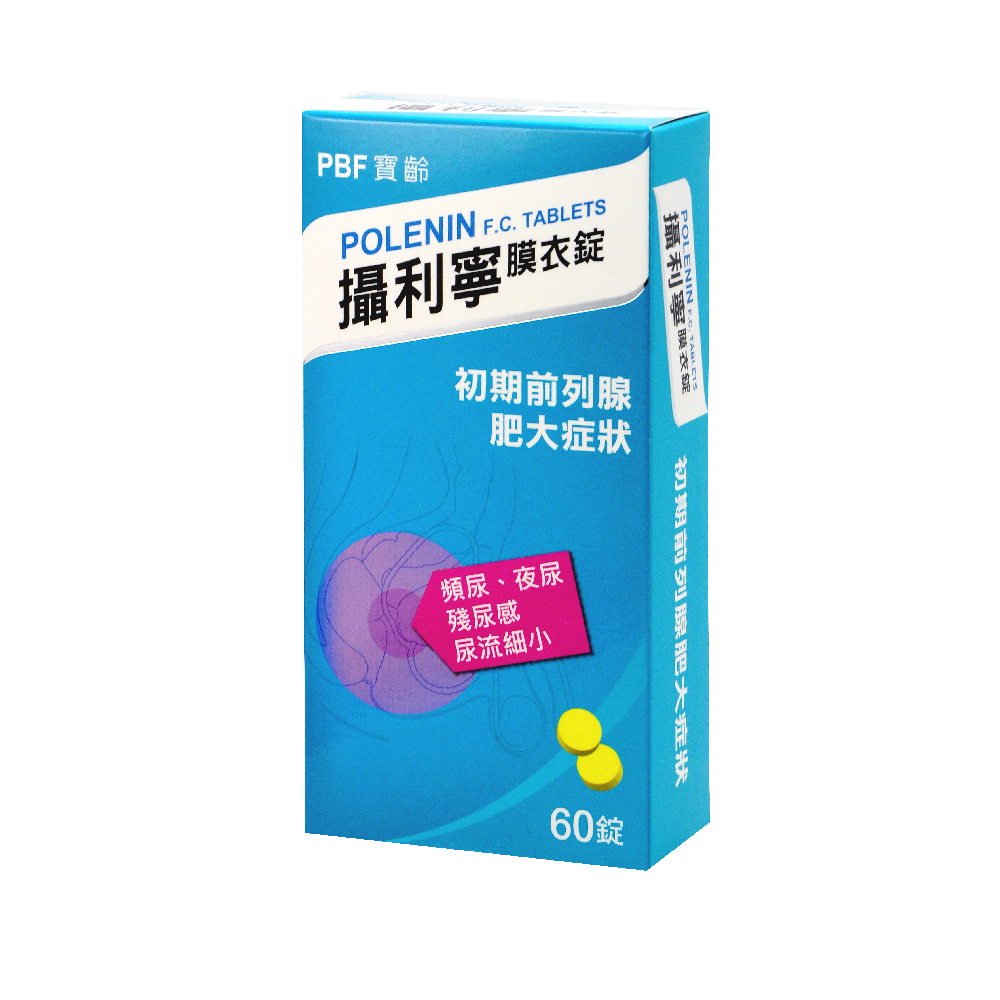 PBF 寶齡
POLENIN F.C. TABLETS
攝利寧膜衣錠
初期前列腺
肥大症狀
頻尿、夜尿
殘尿感
尿流細小
60錠
POLENIN F.C. TABLETS
攝利寧膜衣錠
初期前列腺肥大症狀